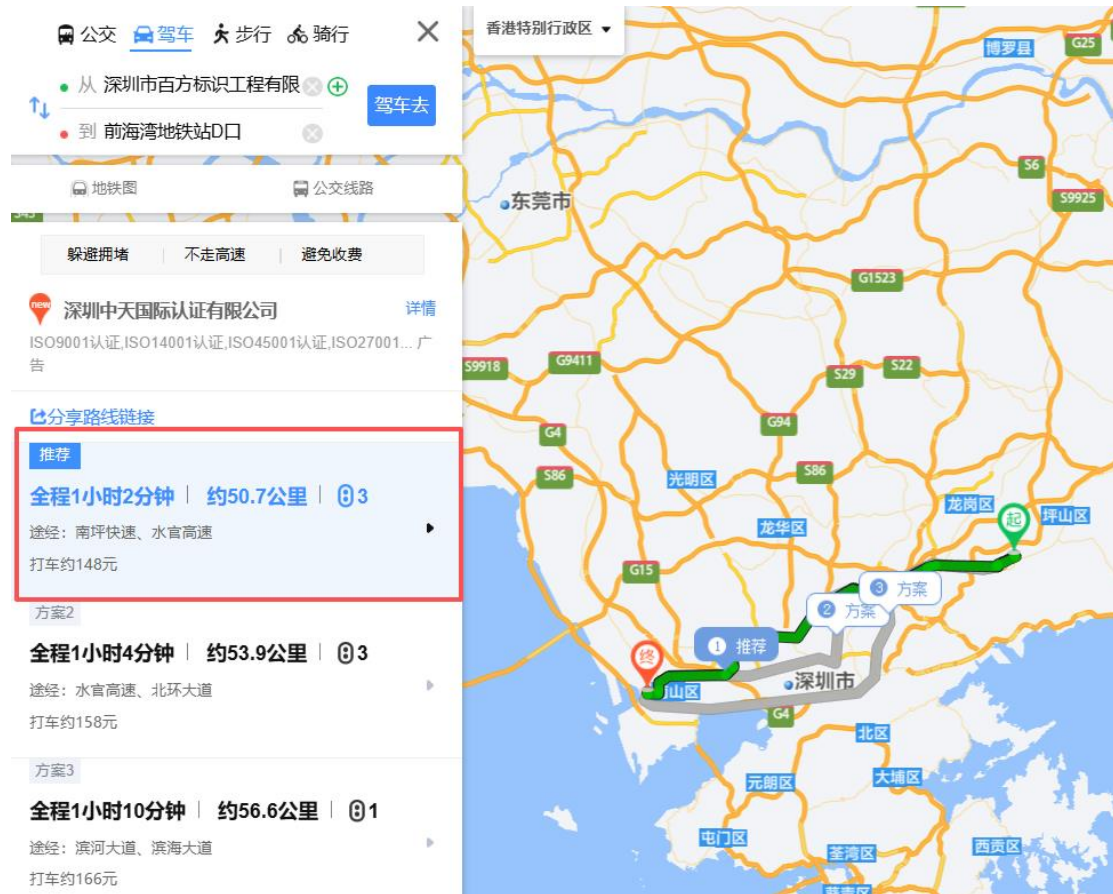 公交 驾车 步行 骑行
从 深圳市百方标识工程有限
到 前海湾地铁站D口
驾车去
地铁图 公交线路
躲避拥堵 不走高速 避免收费
new 深圳中天国际认证有限公司 详情
ISO9001认证,ISO14001认证,ISO45001认证,ISO27001... 广
告
分享路线链接
推荐
全程1小时2分钟 约50.7公里 3
途经：南坪快速、水官高速
打车约148元
方案2
全程1小时4分钟 约53.9公里 3
途经：水官高速、北环大道
打车约158元
方案3
全程1小时10分钟 约56.6公里 1
途经：滨河大道、滨海大道
打车约166元
香港特别行政区
博罗县
G25
S6
S9925
东莞市
G1523
S9918
G9411
S29
S22
G94
G4
S86
S86
光明区
龙岗区
起
坪山区
龙华区
G15
3 方案
2 方案
1 推荐
终
山区
深圳市
G4
北区
元朗区
大埔区
屯门区
荃湾区
西贡区